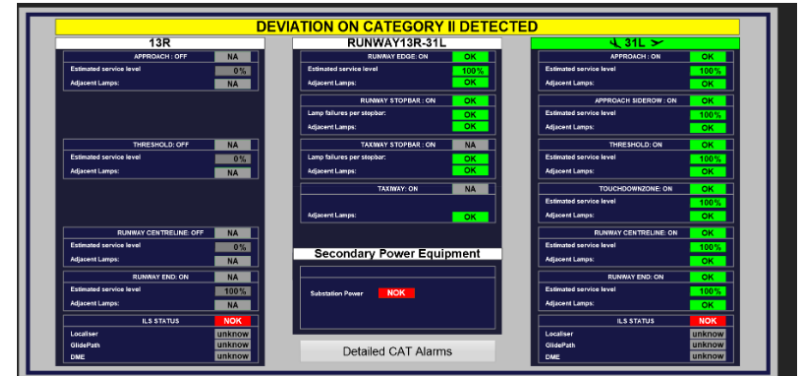 DEVIATION ON CATEGORY II DETECTED
13R
APPROACH : OFF NA
Estimated service level 0%
Adjacent Lamps: NA
THRESHOLD: OFF NA
Estimated service level 0%
Adjacent Lamps: NA
RUNWAY CENTRELINE: OFF NA
Estimated service level 0%
Adjacent Lamps: NA
RUNWAY END: ON NA
Estimated service level 100%
Adjacent Lamps: NA
ILS STATUS NOK
Localiser unknow
GlidePath unknow
DME unknow
RUNWAY13R-31L
RUNWAY EDGE: ON OK
Estimated service level 100%
Adjacent Lamps: OK
RUNWAY STOPBAR : ON OK
Lamp failures per stopbar: OK
Adjacent Lamps: OK
TAXIWAY STOPBAR : ON NA
Lamp failures per stopbar: OK
Adjacent Lamps: OK
TAXIWAY: ON NA
Adjacent Lamps: OK
Secondary Power Equipment
Substation Power NOK
Detailed CAT Alarms
31L
APPROACH : ON OK
Estimated service level 100%
Adjacent Lamps: OK
APPROACH SIDEROW : ON OK
Estimated service level 100%
Adjacent Lamps: OK
THRESHOLD: ON OK
Estimated service level 100%
Adjacent Lamps: OK
TOUCHDOWNZONE: ON OK
Estimated service level 100%
Adjacent Lamps: OK
RUNWAY CENTRELINE: ON OK
Estimated service level 100%
Adjacent Lamps: OK
RUNWAY END: ON OK
Estimated service level 100%
Adjacent Lamps: OK
ILS STATUS NOK
Localiser unknow
GlidePath unknow
DME unknow